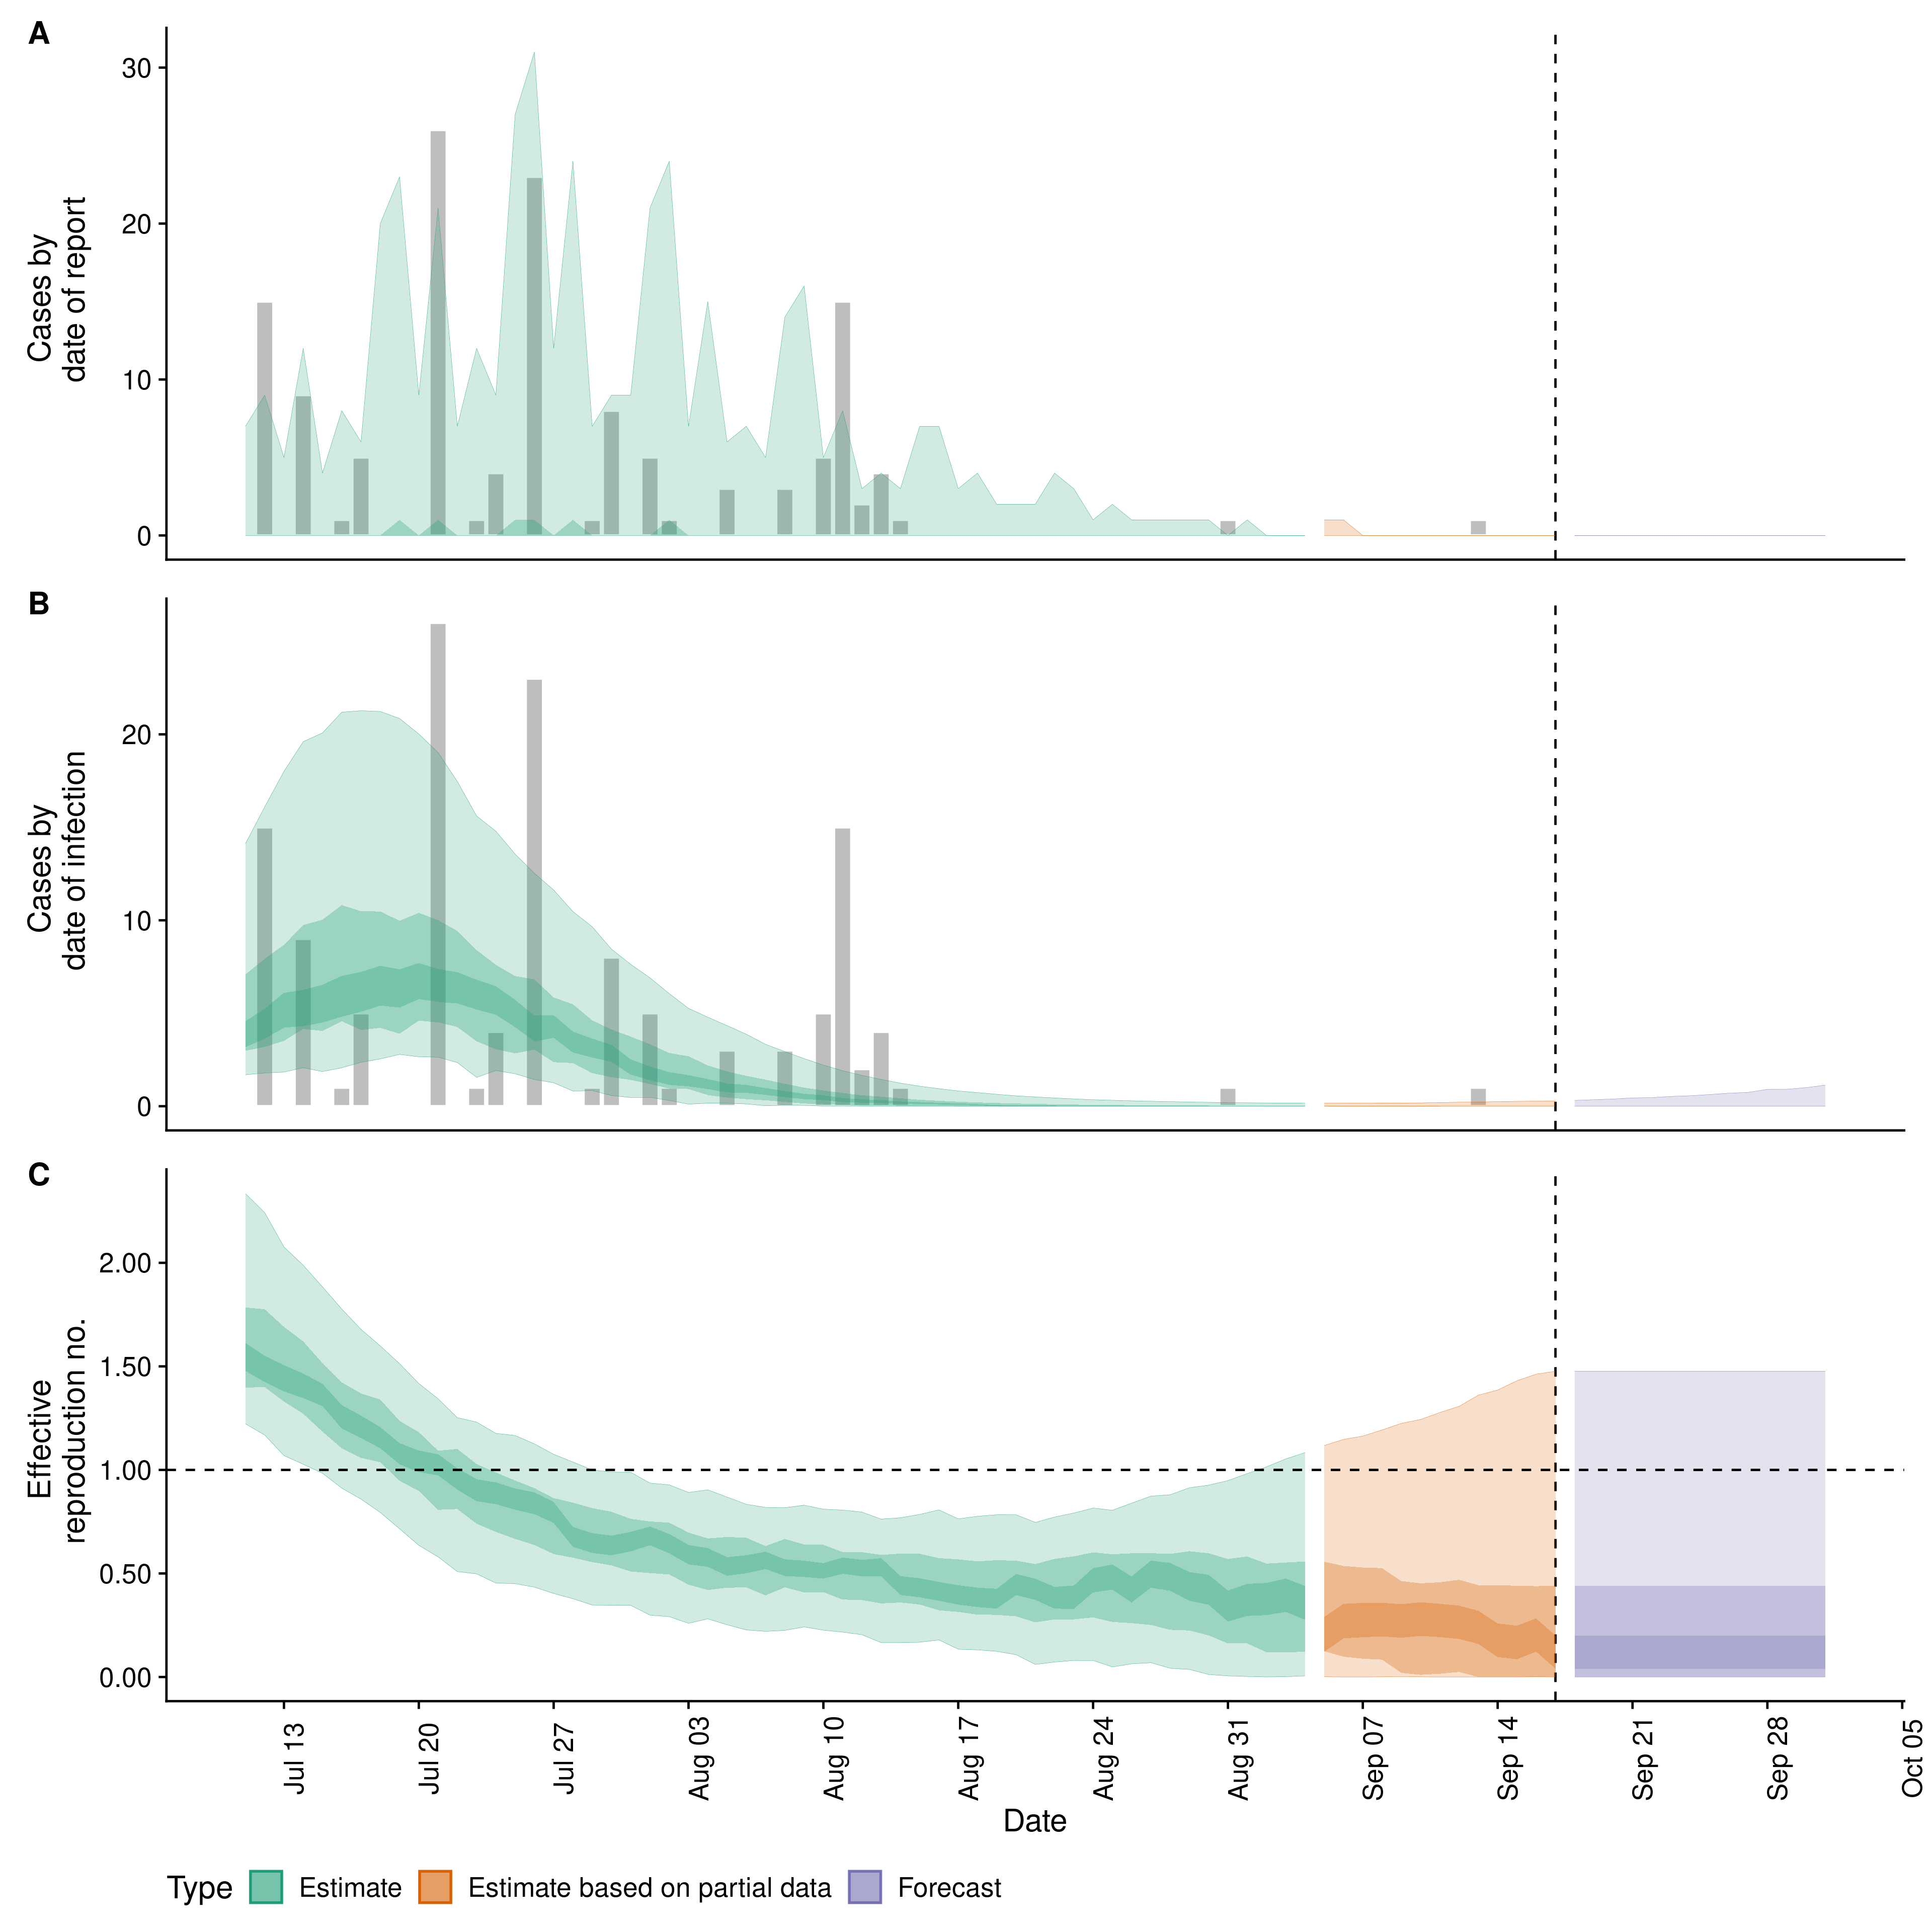 A
30
20
10
0
Cases by
date of report
B
20
10
0
Cases by
date of infection
C
2.00
1.50
1.00
0.50
0.00
Effective
reproduction no.
Jul 13
Jul 20
Jul 27
Aug 03
Aug 10
Aug 17
Aug 24
Aug 31
Sep 07
Sep 14
Sep 21
Sep 28
Oct 05
Date
Type Estimate Estimate based on partial data Forecast